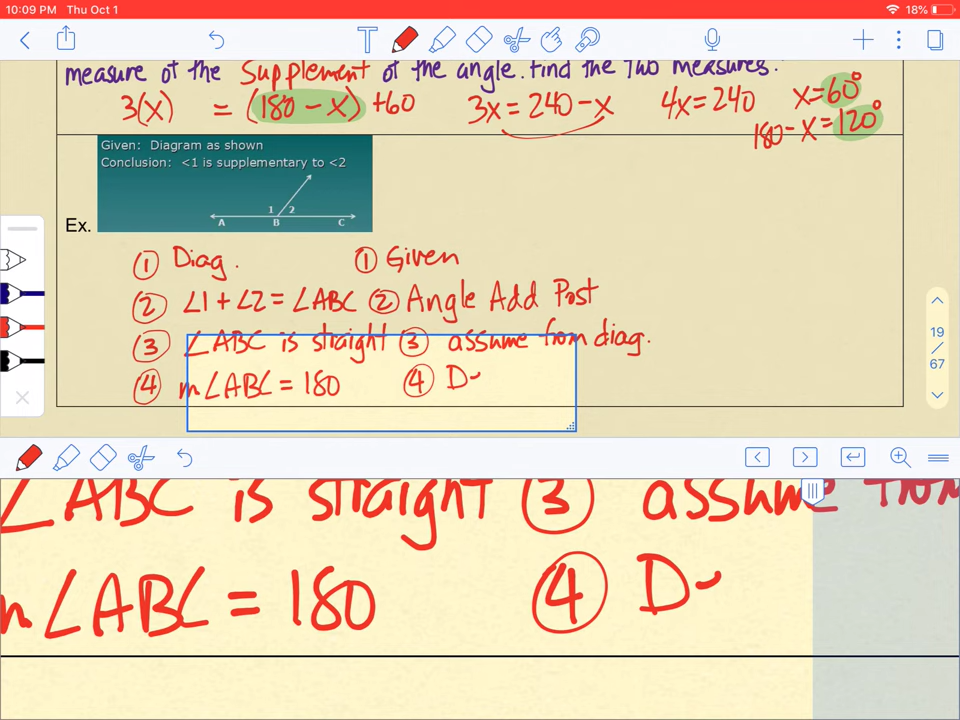 10:09 PM Thu Oct 1 18%
measure of the Supplement of the angle. Find the two measures.
3(x) = (180 - x) +60 3x = 240 - x 4x = 240 x = 60°
180 - x = 120°
Given: Diagram as shown
Conclusion: <1 is supplementary to <2
1 2
A B C
Ex.
① Diag. ① Given
② ∠1 + ∠2 = ∠ABC ② Angle Add Post
③ ∠ABC is straight ③ assume from diag.
④ m∠ABC = 180 ④ D
19
/
67
∠ABC is straight ③ assume from
m∠ABC = 180 ④ D